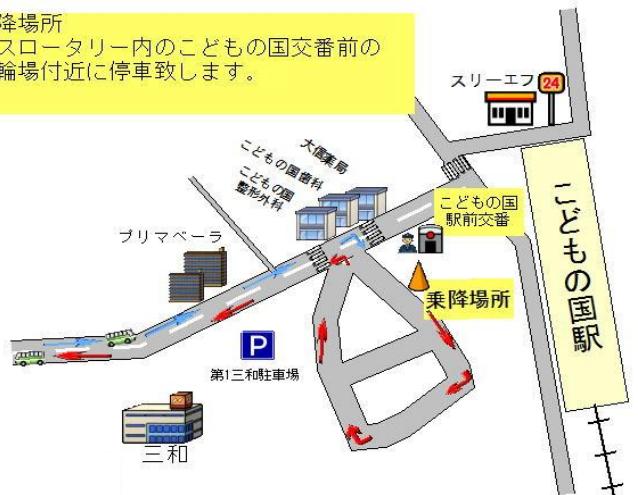 降場所
スロータリー内のこどもの国交番前の
輪場付近に停車致します。
スリーエフ
24
大信薬局
こどもの国歯科
こどもの国
整形外科
こどもの国
駅前交番
プリマベーラ
乗降場所
こどもの国駅
P
第1三和駐車場
三和